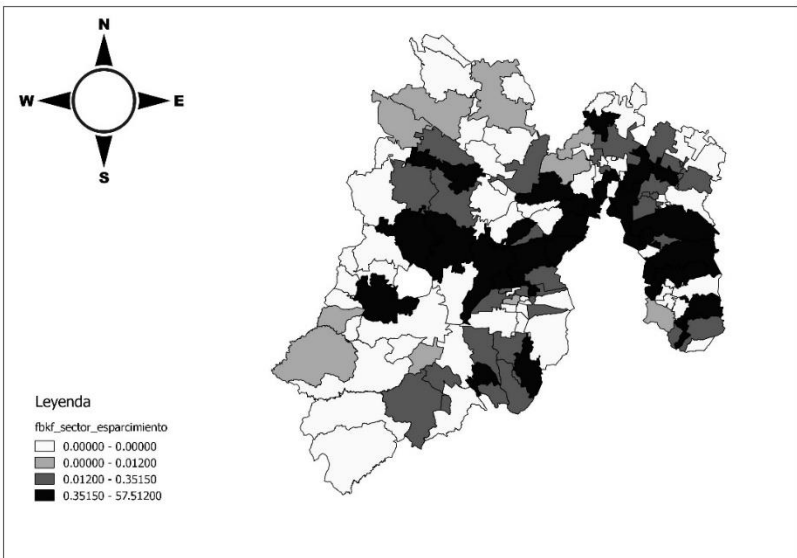 N
W E
S
Leyenda
fbkf_sector_esparcimiento
0.00000 - 0.00000
0.00000 - 0.01200
0.01200 - 0.35150
0.35150 - 57.51200